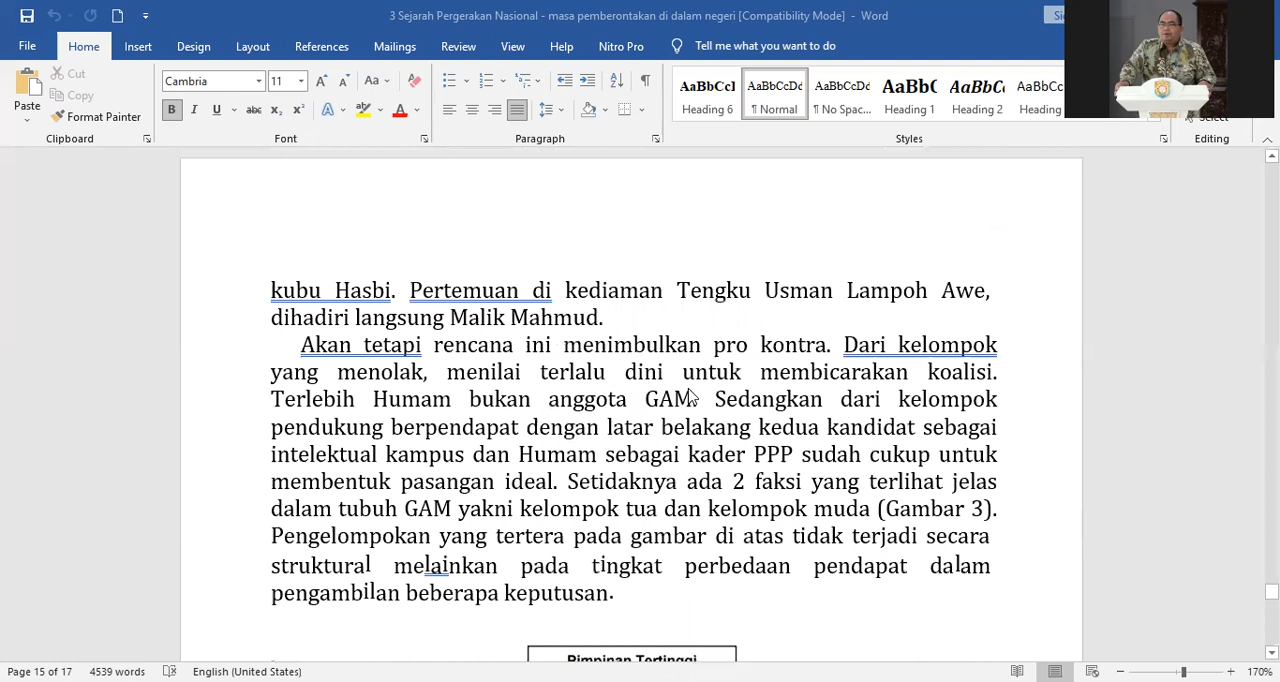 3 Sejarah Pergerakan Nasional - masa pemberontakan di dalam negeri [Compatibility Mode] - Word
File Home Insert Design Layout References Mailings Review View Help Nitro Pro Tell me what you want to do
Cut
Copy
Format Painter
Paste
Clipboard
Cambria 11
Aa
B I U abc x₂ x² A A
Font
Paragraph
AaBbCcI AaBbCcDd AaBbCcDd AaBb( AaBbC AaBbCc
Heading 6 ¶ Normal ¶ No Spac... Heading 1 Heading 2 Heading
Styles
Select
Editing
kubu Hasbi. Pertemuan di kediaman Tengku Usman Lampoh Awe,
dihadiri langsung Malik Mahmud.
Akan tetapi rencana ini menimbulkan pro kontra. Dari kelompok
yang menolak, menilai terlalu dini untuk membicarakan koalisi.
Terlebih Humam bukan anggota GAM. Sedangkan dari kelompok
pendukung berpendapat dengan latar belakang kedua kandidat sebagai
intelektual kampus dan Humam sebagai kader PPP sudah cukup untuk
membentuk pasangan ideal. Setidaknya ada 2 faksi yang terlihat jelas
dalam tubuh GAM yakni kelompok tua dan kelompok muda (Gambar 3).
Pengelompokan yang tertera pada gambar di atas tidak terjadi secara
struktural melainkan pada tingkat perbedaan pendapat dalam
pengambilan beberapa keputusan.
Pimpinan Tertinggi
Page 15 of 17 4539 words English (United States) 170%